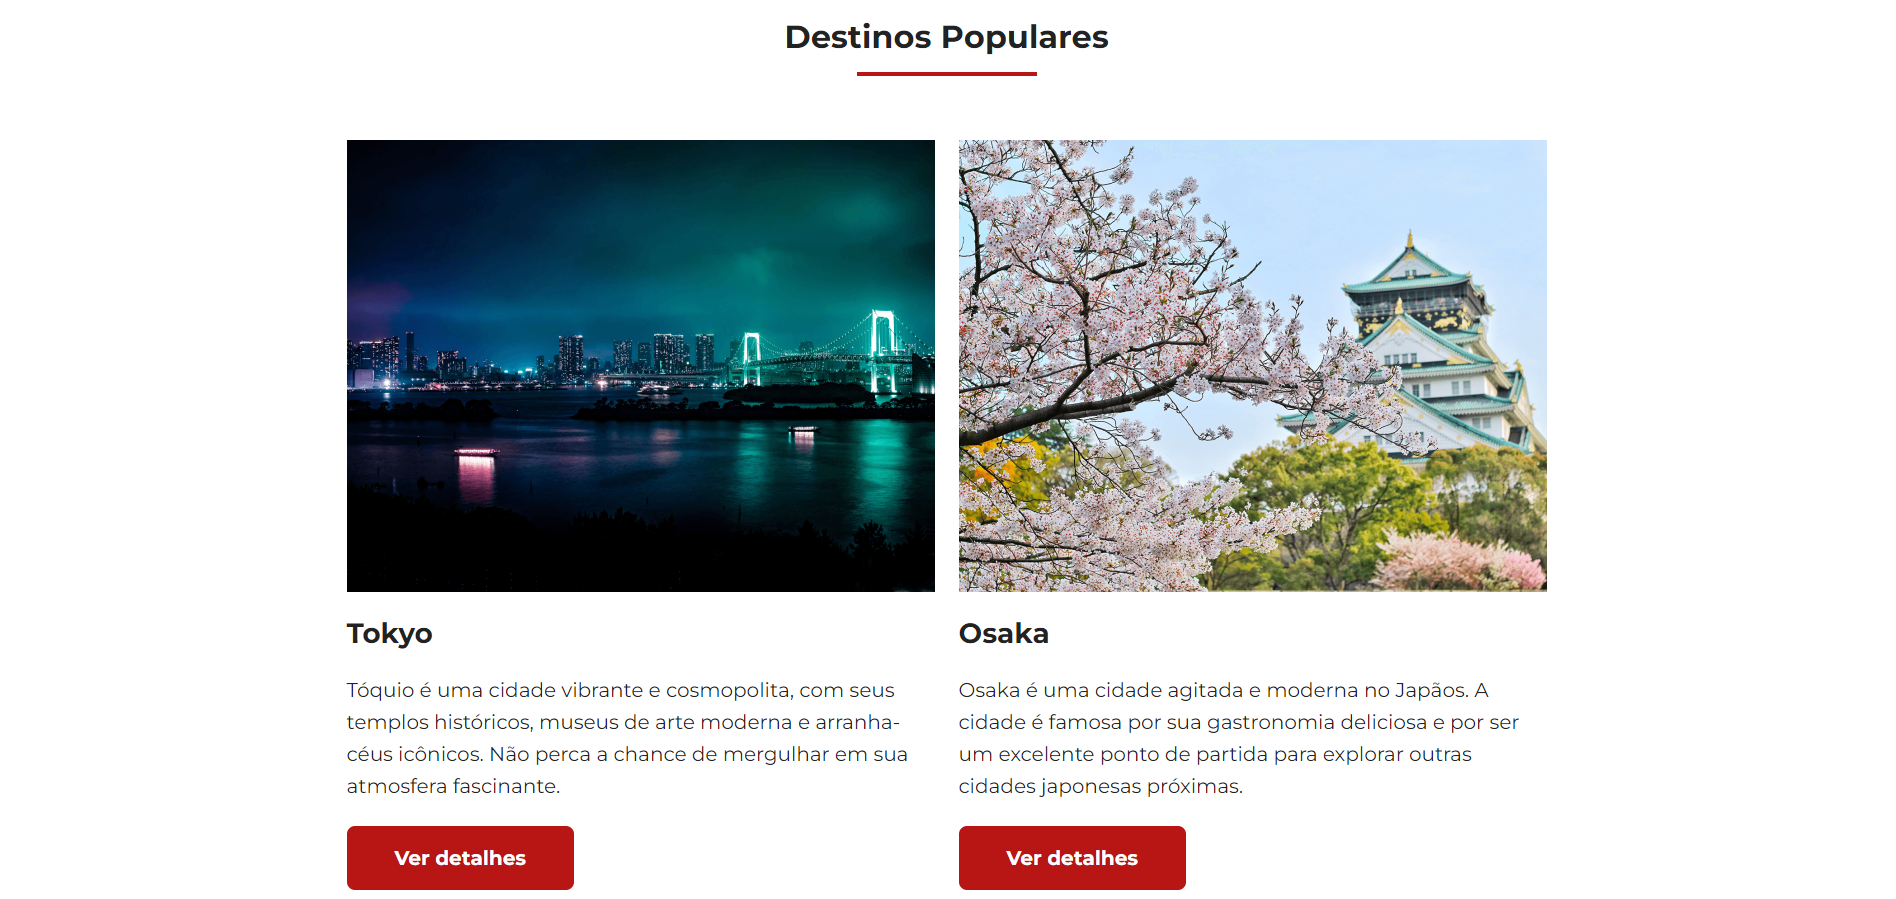 Destinos Populares
Tokyo
Tóquio é uma cidade vibrante e cosmopolita, com seus
templos históricos, museus de arte moderna e arranha-
céus icônicos. Não perca a chance de mergulhar em sua
atmosfera fascinante.
Ver detalhes
Osaka
Osaka é uma cidade agitada e moderna no Japãos. A
cidade é famosa por sua gastronomia deliciosa e por ser
um excelente ponto de partida para explorar outras
cidades japonesas próximas.
Ver detalhes